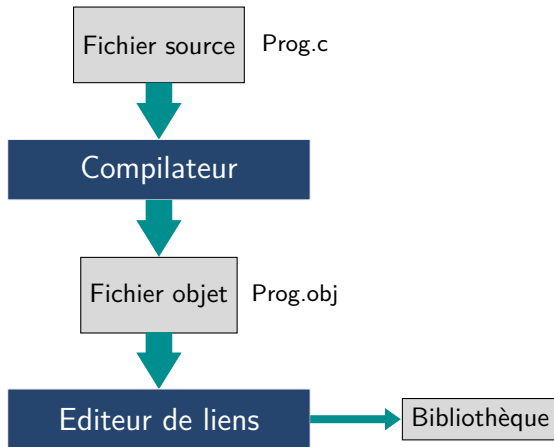 Fichier source
Prog.c
Compilateur
Fichier objet
Prog.obj
Editeur de liens
Bibliothèque